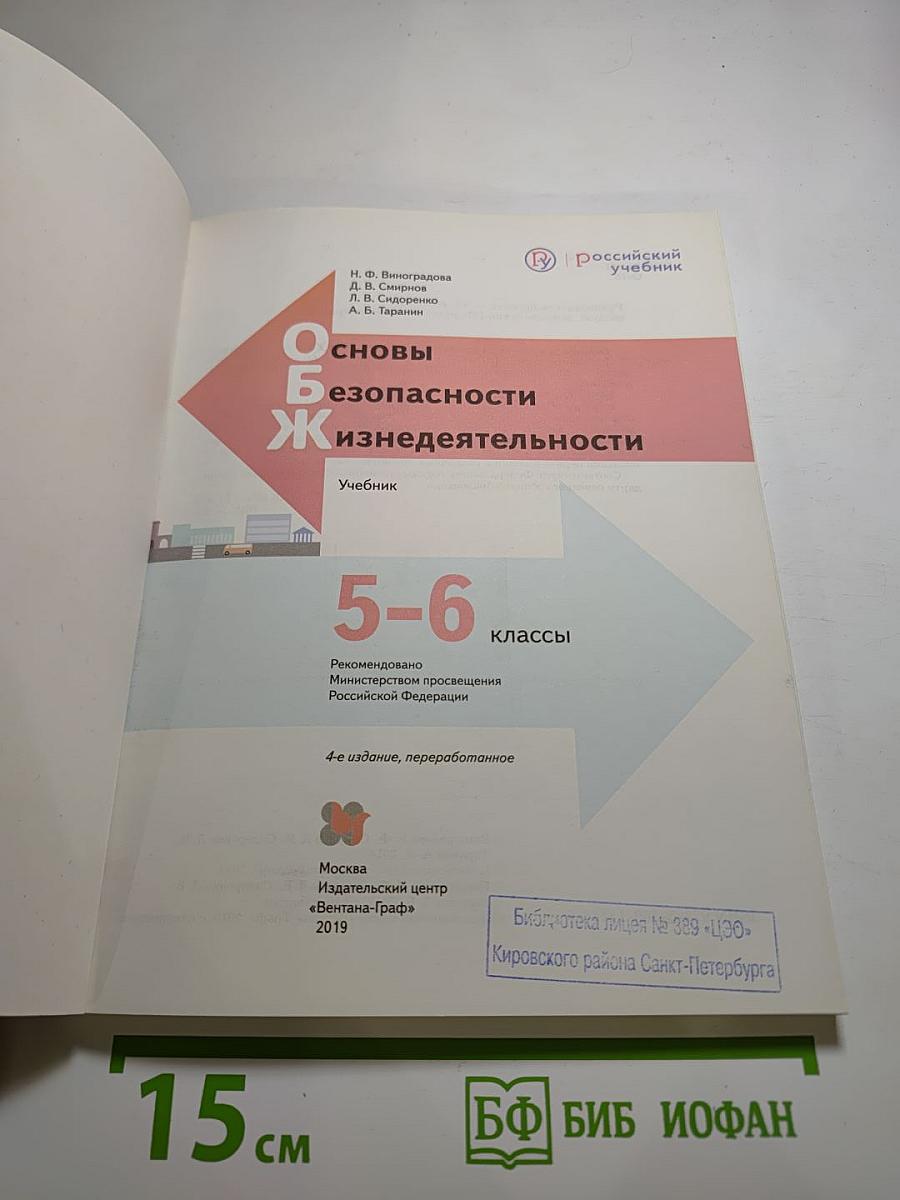 Российский
учебник
Н. Ф. Виноградова
Д. В. Смирнов
Л. В. Сидоренко
А. Б. Таранин
Основы
Безопасности
Жизнедеятельности
Учебник
5–6 классы
Рекомендовано
Министерством просвещения
Российской Федерации
4-е издание, переработанное
Москва
Издательский центр
«Вентана-Граф»
2019
Библиотека лицея № 389 «ЦЭО»
Кировского района Санкт-Петербурга
15 см
БФ БИБ ИОФАН